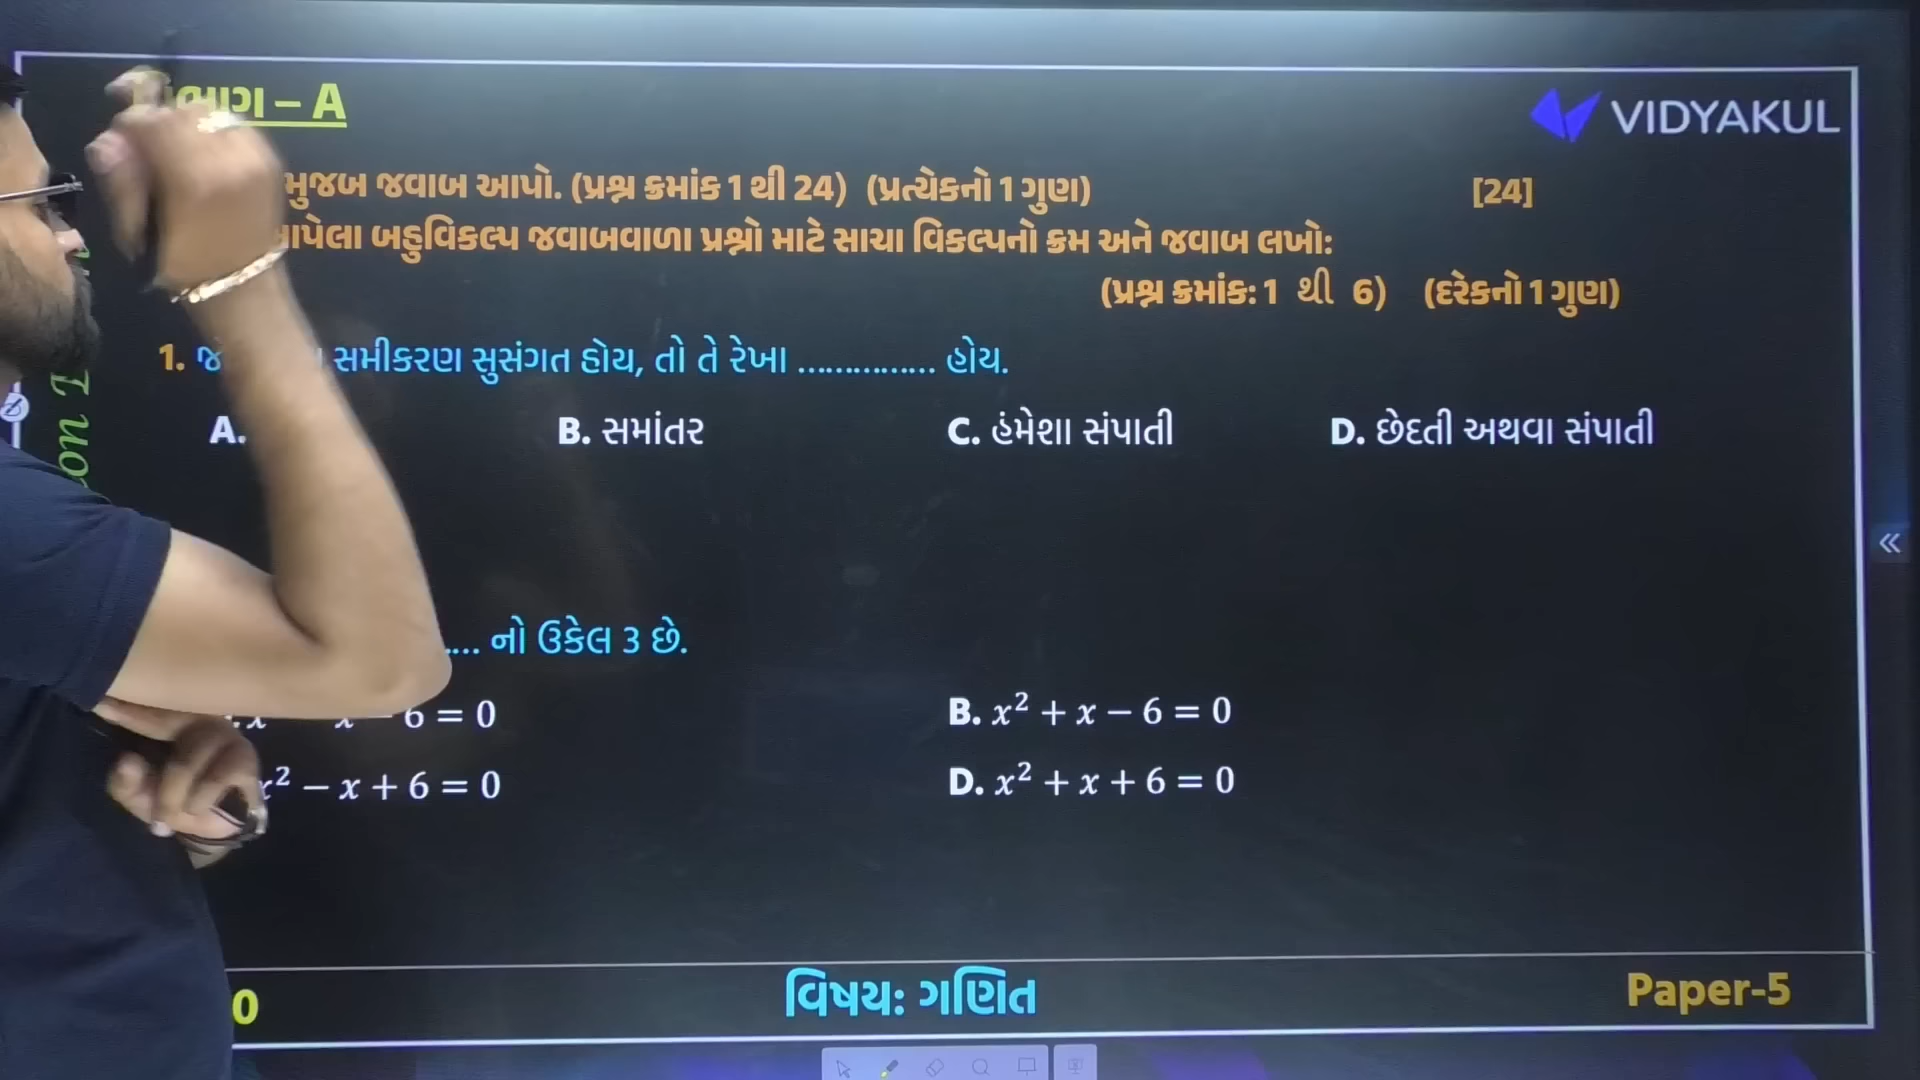 – A
VIDYAKUL
મુજબ જવાબ આપો. (પ્રશ્ન ક્રમાંક 1 થી 24) (પ્રત્યેકનો 1 ગુણ) [24]
બહુવિકલ્પ જવાબવાળા પ્રશ્નો માટે સાચા વિકલ્પનો ક્રમ અને જવાબ લખો:
(પ્રશ્ન ક્રમાંક: 1 થી 6) (દરેકનો 1 ગુણ)
1. સમીકરણ સુસંગત હોય, તો તે રેખા ............... હોય.
A. B. સમાંતર C. હંમેશા સંપાતી D. છેદતી અથવા સંપાતી
.... નો ઉકેલ 3 છે.
6 = 0 B. x² + x − 6 = 0
x² − x + 6 = 0 D. x² + x + 6 = 0
વિષય: ગણિત Paper-5